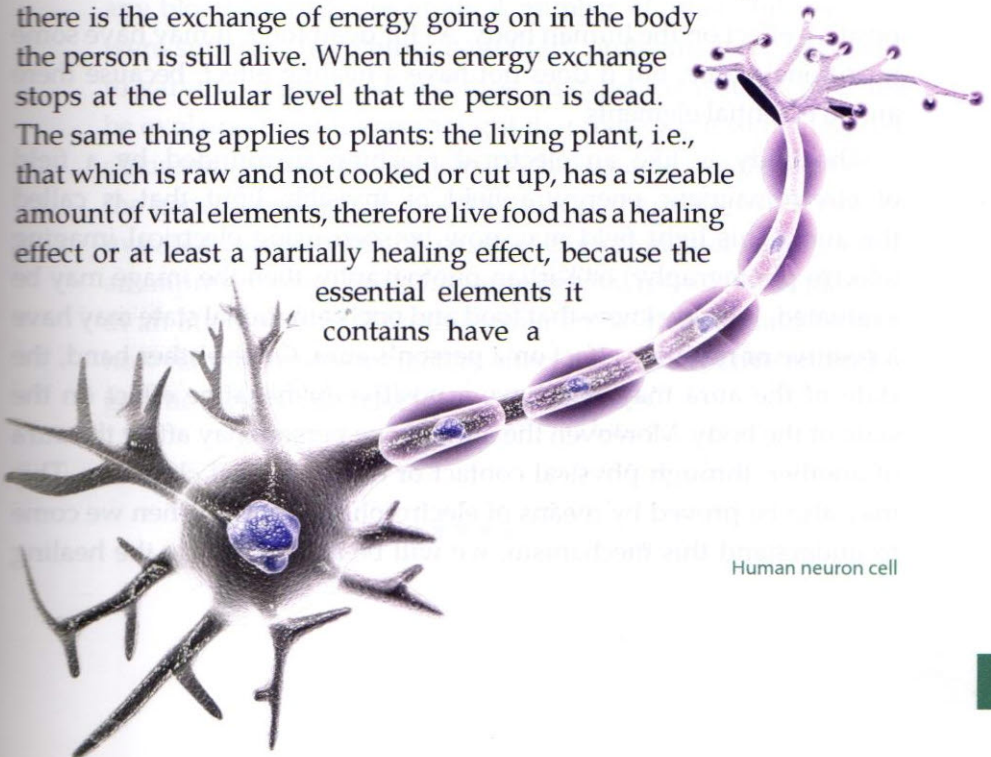 there is the exchange of energy going on in the body
the person is still alive. When this energy exchange
stops at the cellular level that the person is dead.
The same thing applies to plants: the living plant, i.e.,
that which is raw and not cooked or cut up, has a sizeable
amount of vital elements, therefore live food has a healing
effect or at least a partially healing effect, because the
essential elements it
contains have a
Human neuron cell